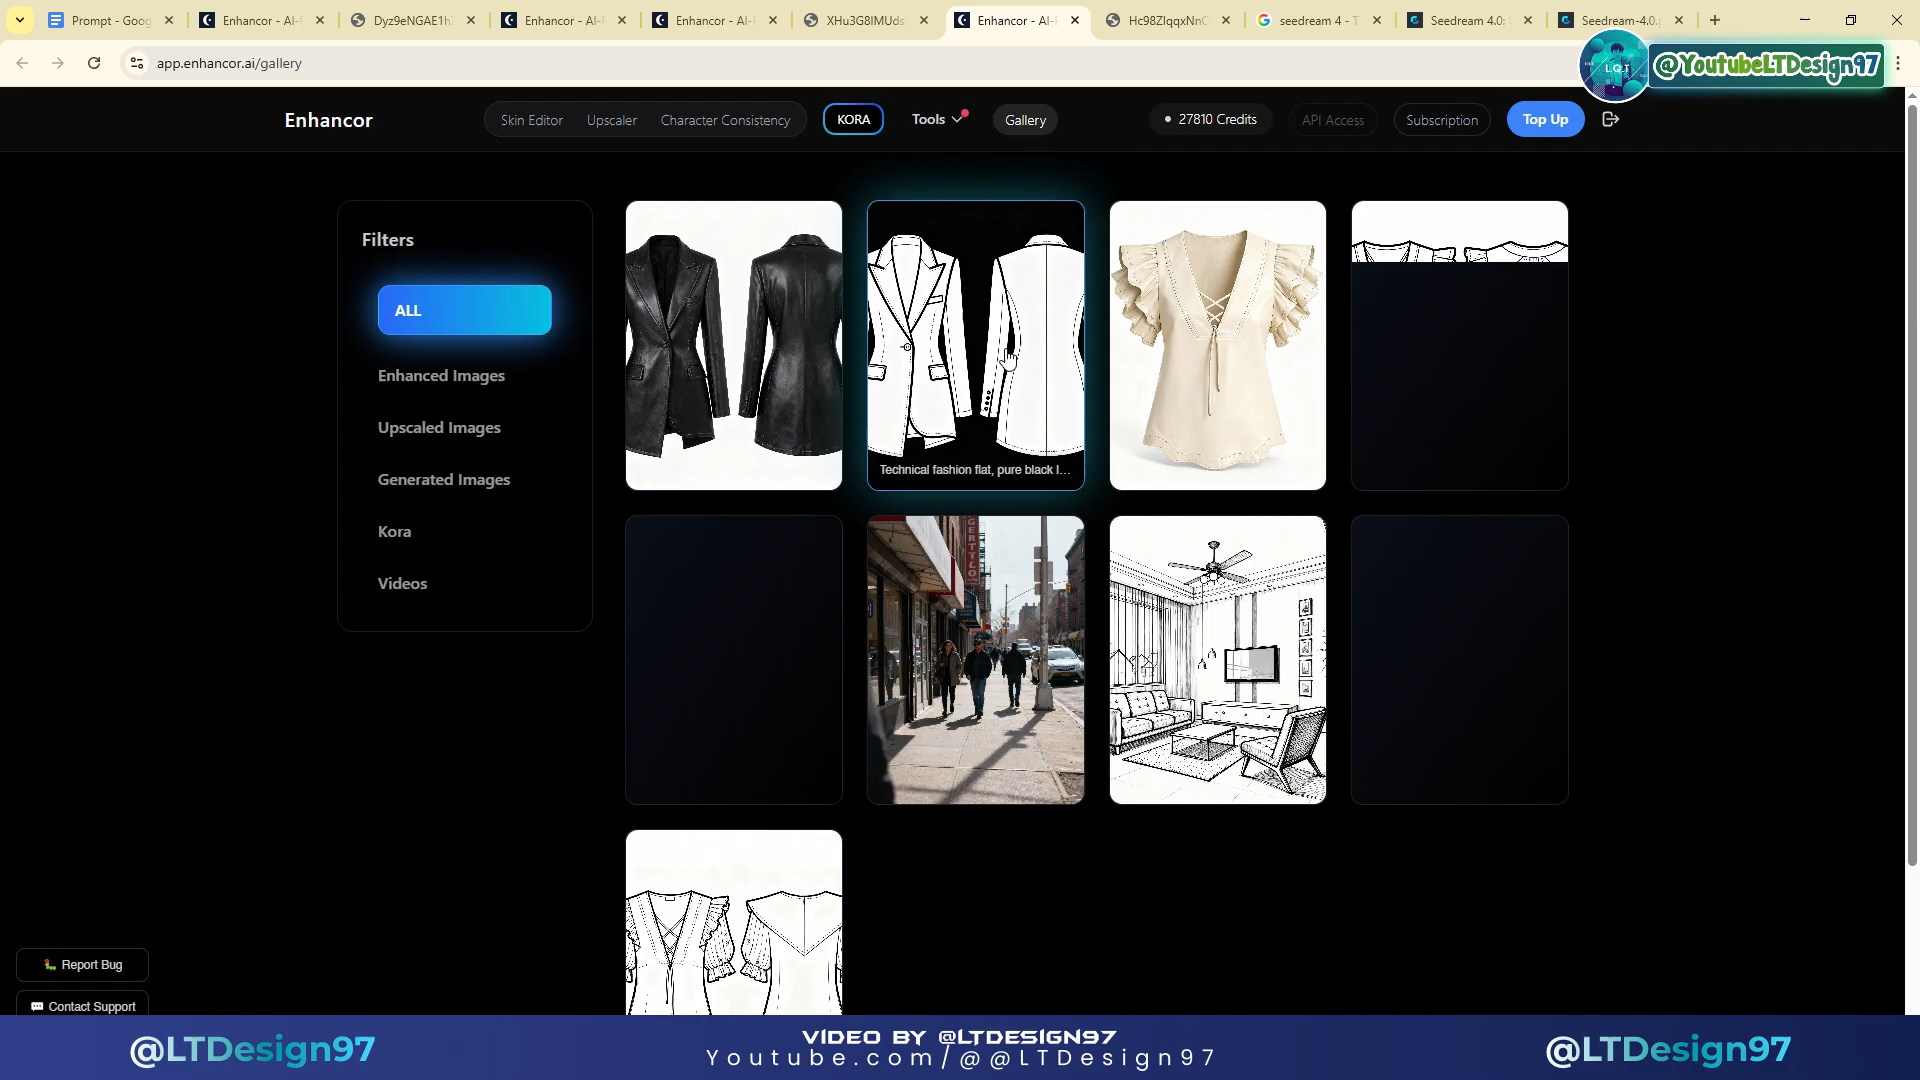 Prompt - Goog
Enhancor - AI-P
Dyz9eNGAE1h
Enhancor - AI-P
Enhancor - AI-P
XHu3G8IMUds
Enhancor - AI-P
Hc98ZIqqxNnC
seedream 4 - T
Seedream 4.0:
Seedream-4.0.p
app.enhancor.ai/gallery
L.Q.T
@YoutubeLTDesign97
Enhancor
Skin Editor
Upscaler
Character Consistency
KORA
Tools
Gallery
27810 Credits
API Access
Subscription
Top Up
Filters
ALL
Enhanced Images
Upscaled Images
Generated Images
Kora
Videos
Technical fashion flat, pure black l...
Report Bug
Contact Support
@LTDesign97
VIDEO BY @LTDESIGN97
Youtube.com/@@LTDesign97
@LTDesign97